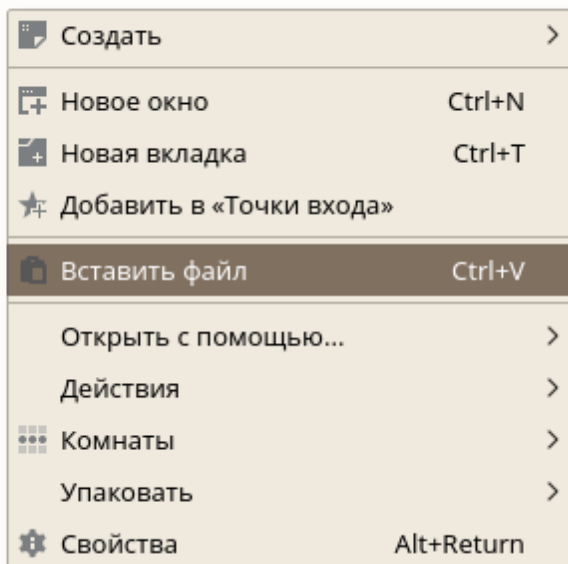 Создать
Новое окно Ctrl+N
Новая вкладка Ctrl+T
Добавить в «Точки входа»
Вставить файл Ctrl+V
Открыть с помощью...
Действия
Комнаты
Упаковать
Свойства Alt+Return